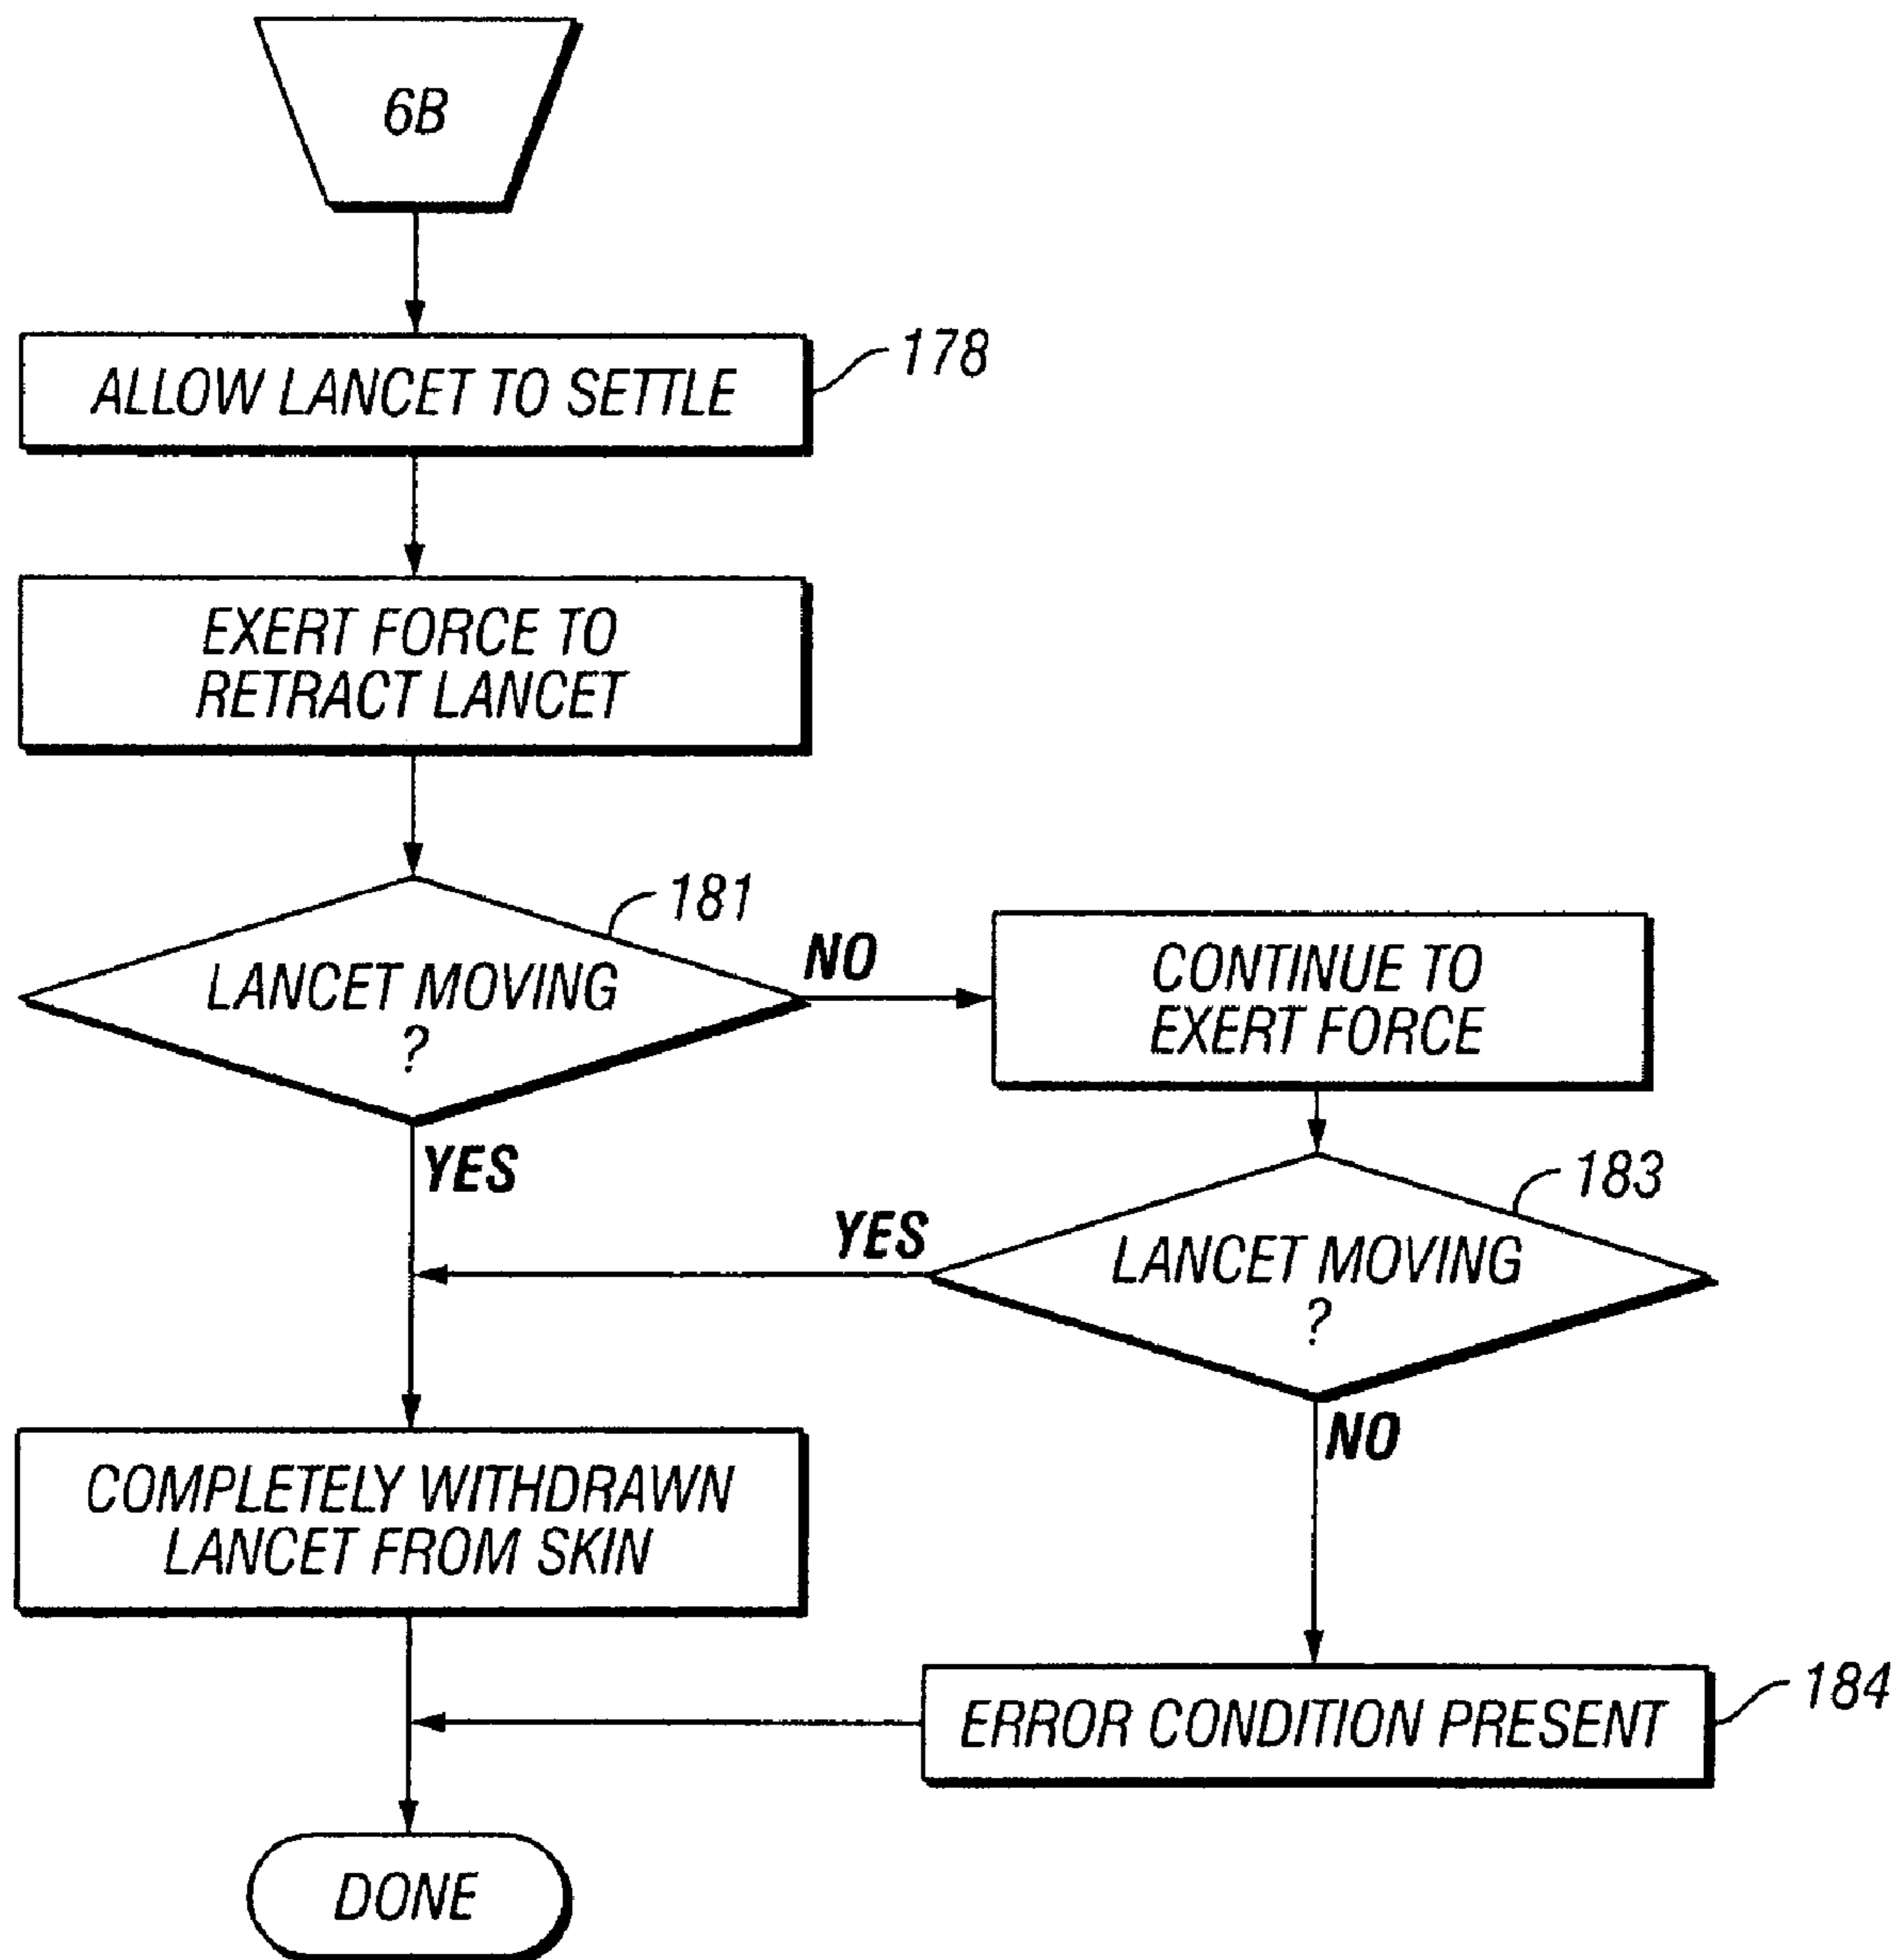 6B
ALLOW LANCET TO SETTLE
178
EXERT FORCE TO
RETRACT LANCET
181
LANCET MOVING
?
NO
CONTINUE TO
EXERT FORCE
YES
183
YES
LANCET MOVING
?
NO
COMPLETELY WITHDRAWN
LANCET FROM SKIN
ERROR CONDITION PRESENT
184
DONE